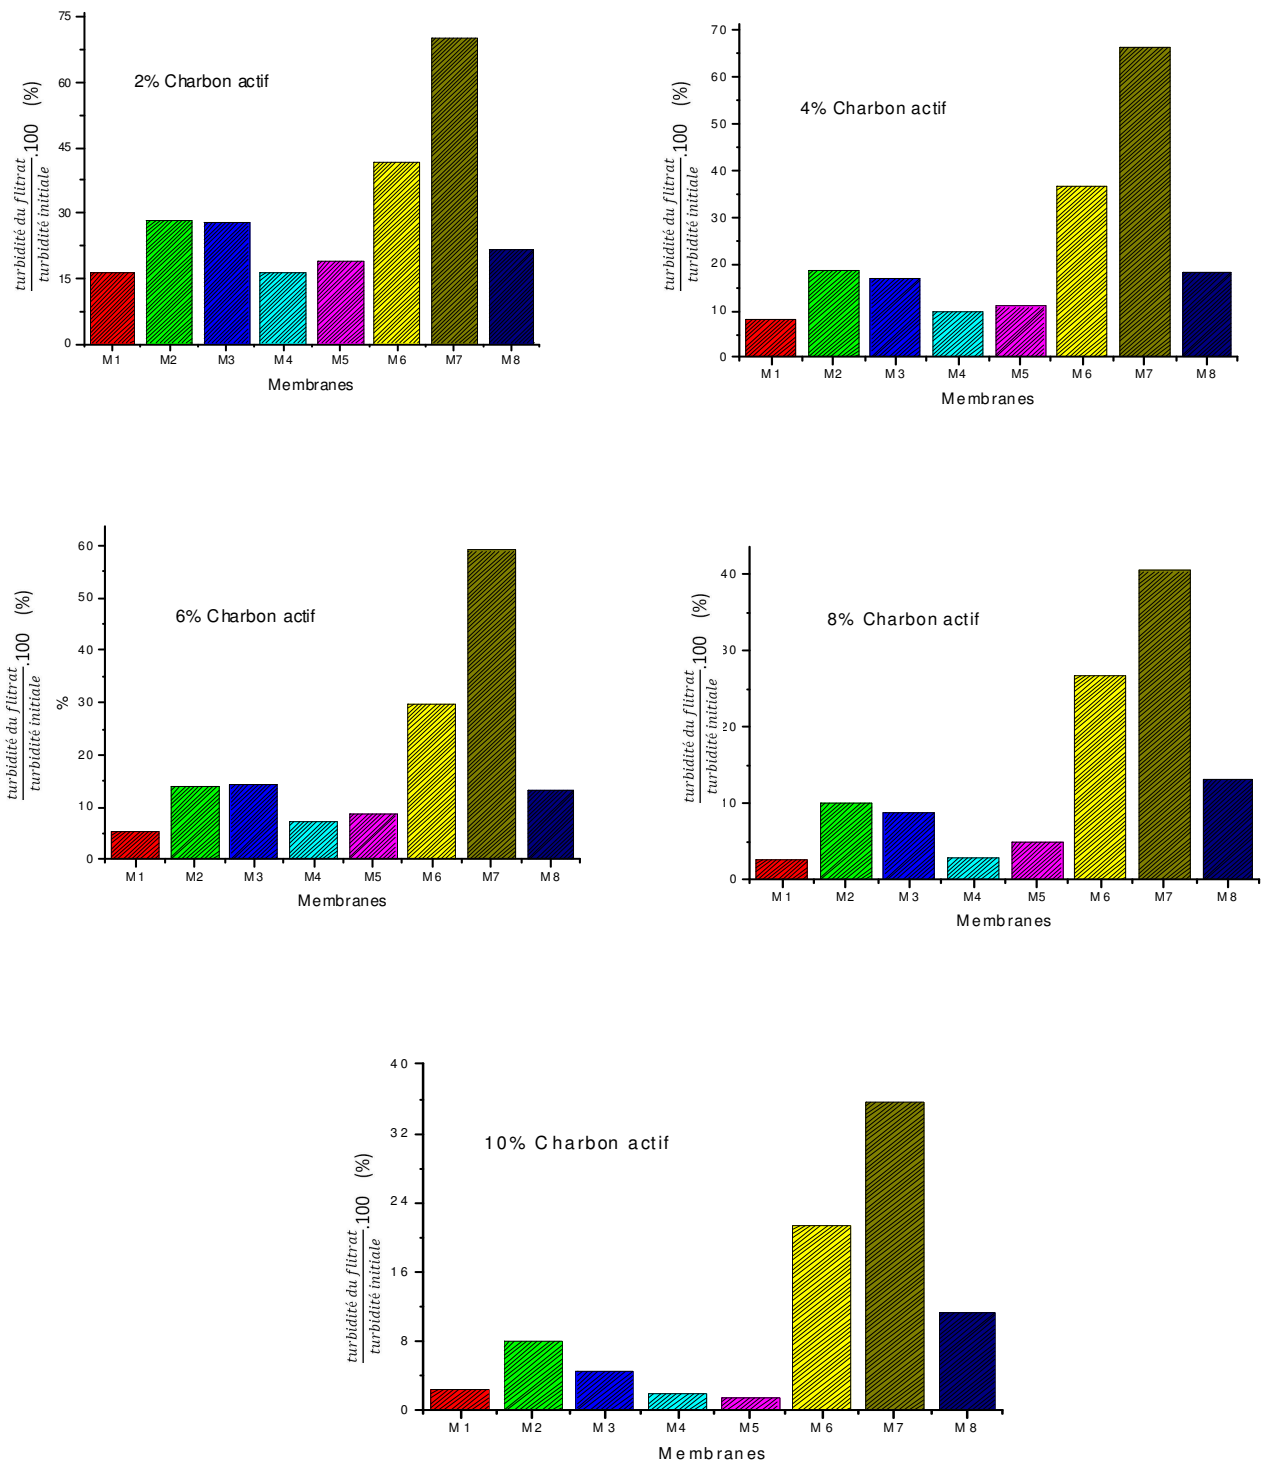 2% Charbon actif
turbidité du flitrat
turbidité initiale
.100 (%)
75
60
45
30
15
0
M1 M2 M3 M4 M5 M6 M7 M8
Membranes
4% Charbon actif
turbidité du flitrat
turbidité initiale
.100 (%)
70
60
50
40
30
20
10
0
M1 M2 M3 M4 M5 M6 M7 M8
Membranes
6% Charbon actif
turbidité du flitrat
turbidité initiale
.100 (%)
%
60
50
40
30
20
10
0
M1 M2 M3 M4 M5 M6 M7 M8
Membranes
8% Charbon actif
turbidité du flitrat
turbidité initiale
.100 (%)
40
30
20
10
0
M1 M2 M3 M4 M5 M6 M7 M8
Membranes
10% Charbon actif
turbidité du flitrat
turbidité initiale
.100 (%)
40
32
24
16
8
0
M1 M2 M3 M4 M5 M6 M7 M8
Membranes